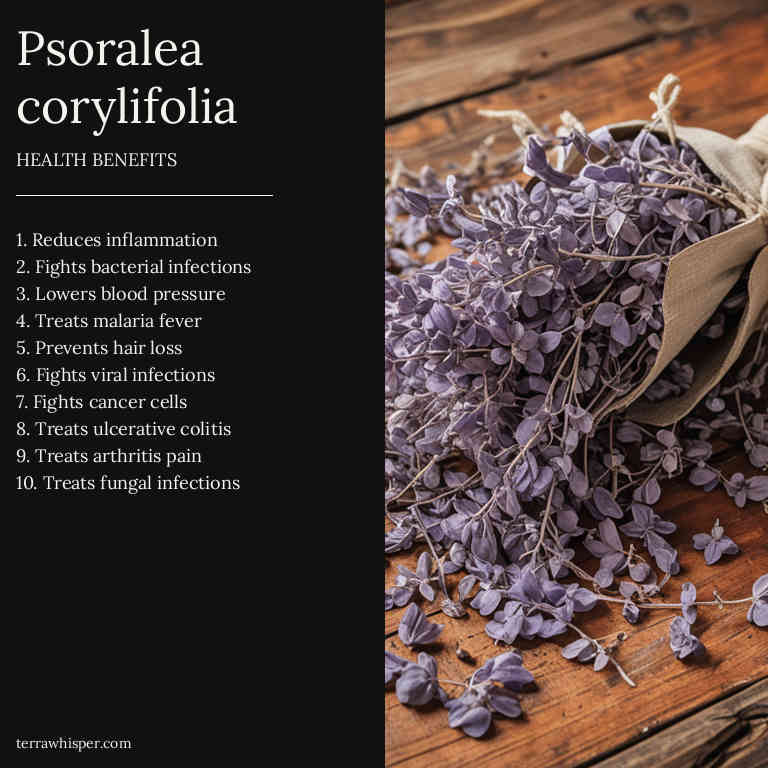 Psoralea
corylifolia
HEALTH BENEFITS
1. Reduces inflammation
2. Fights bacterial infections
3. Lowers blood pressure
4. Treats malaria fever
5. Prevents hair loss
6. Fights viral infections
7. Fights cancer cells
8. Treats ulcerative colitis
9. Treats arthritis pain
10. Treats fungal infections
terrawhisper.com